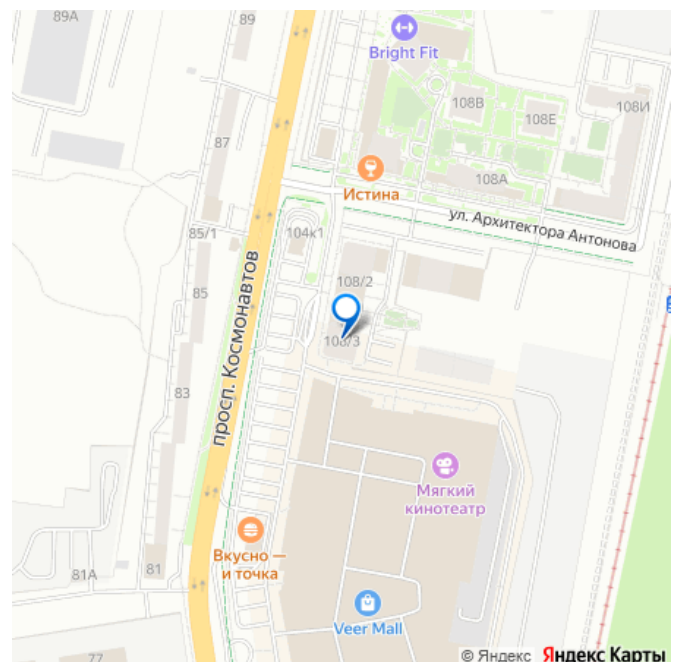 89А
89
Bright Fit
108В
108Е
108И
87
108А
Истина
ул. Архитектора Антонова
85/1
104к1
просп. Космонавтов
85
108/2
108/3
83
Мягкий
кинотеатр
Вкусно —
и точка
81
81А
Veer Mall
77
© Яндекс Яндекс Карты